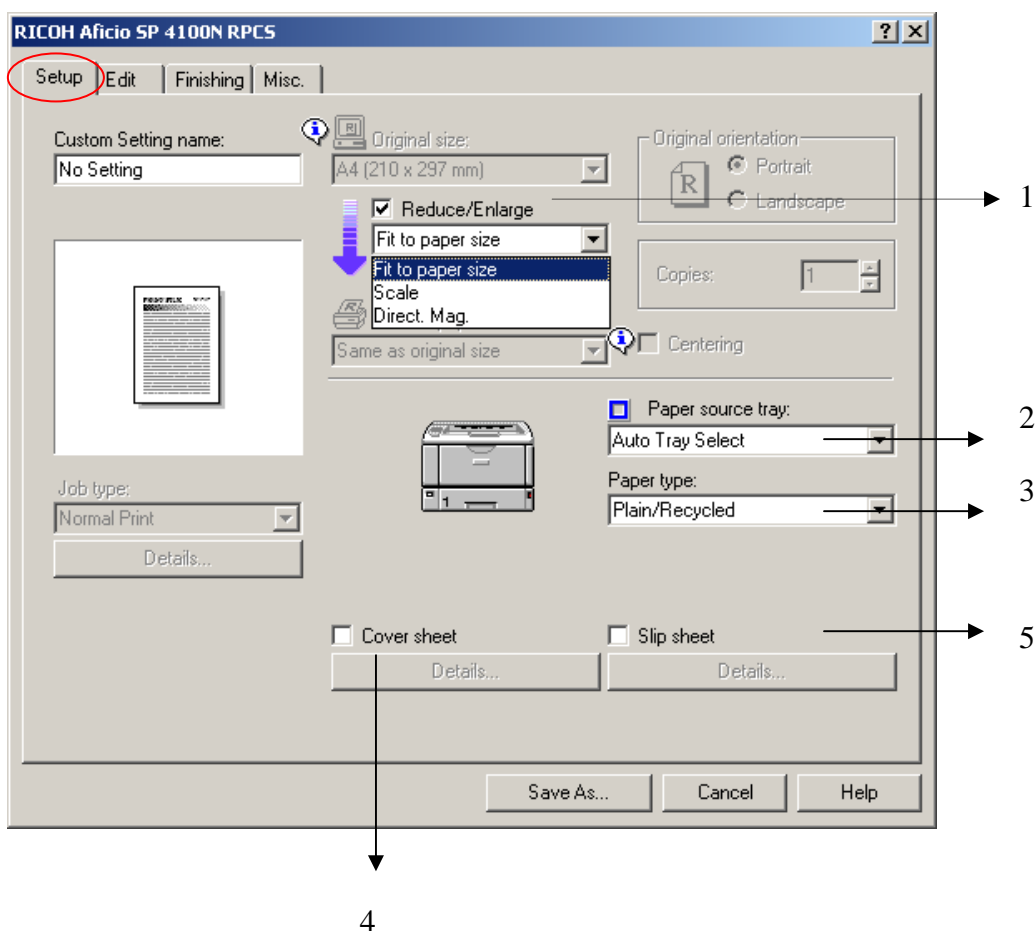 RICOH Aficio SP 4100N RPCS
Setup Edit Finishing Misc.
Custom Setting name:
No Setting
Original size:
A4 (210 x 297 mm)
Original orientation
Portrait
Landscape
Reduce/Enlarge
1
Fit to paper size
Fit to paper size
Scale
Direct. Mag.
Copies:
1
Same as original size
Centering
Paper source tray:
2
Auto Tray Select
Paper type:
3
Plain/Recycled
1
Job type:
Normal Print
Details...
Cover sheet
Slip sheet
5
Details...
Details...
Save As... Cancel Help
4